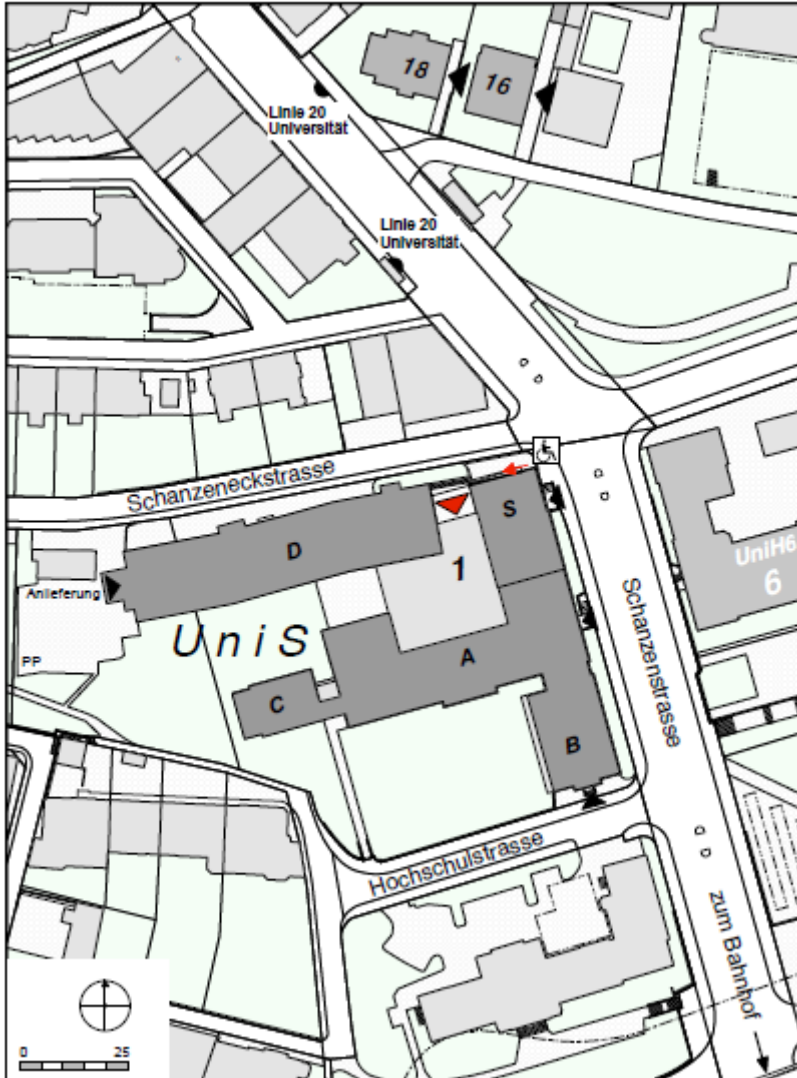 18
16
Linie 20
Universität
Linie 20
Universität
Schanzeneckstrasse
S
D
1
UniH6
6
Anlieferung
Schanzenstrasse
UniS
A
PP
C
B
Hochschulstrasse
zum Bahnhof
0 25